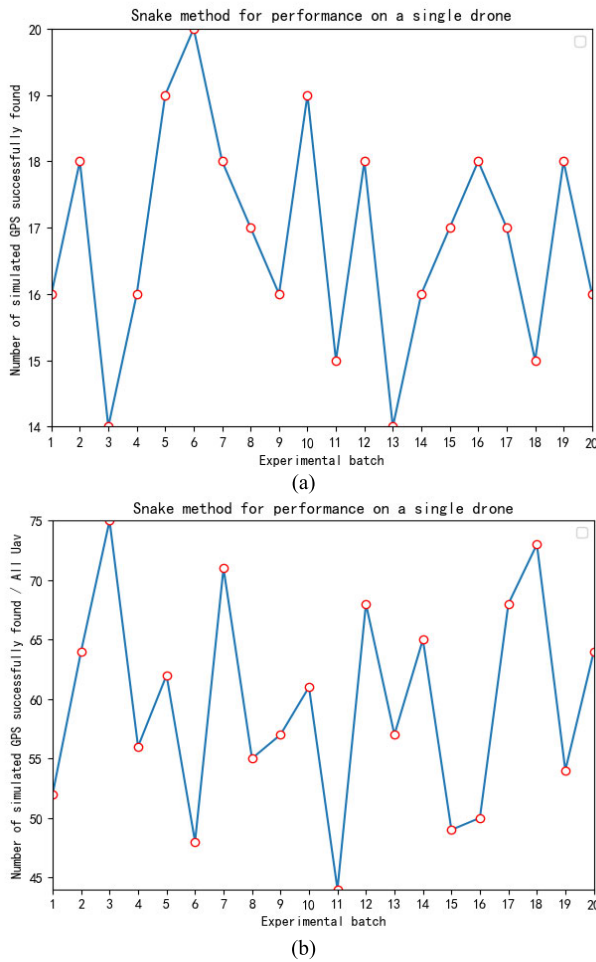 Snake method for performance on a single drone
Number of simulated GPS successfully found
20
19
18
17
16
15
14
1 2 3 4 5 6 7 8 9 10 11 12 13 14 15 16 17 18 19 20
Experimental batch
(a)
Snake method for performance on a single drone
Number of simulated GPS successfully found / All Uav
75
70
65
60
55
50
45
1 2 3 4 5 6 7 8 9 10 11 12 13 14 15 16 17 18 19 20
Experimental batch
(b)